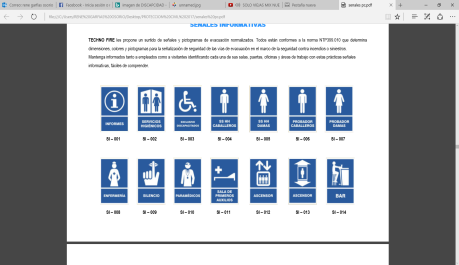 Facebook
señales pc.pdf
SEÑALES INFORMATIVAS
TECHNO FIRE les propone un surtido de señales y pictogramas de evacuación normalizados. Todos están conformes a la norma NTP399.010 que determina
dimensiones, colores y pictogramas para la señalización de seguridad de las vías de evacuación en el marco de la seguridad contra incendios o siniestros.
Mantenga informados tanto a empleados como a visitantes identificando cada una de sus salas, puertas, oficinas y áreas de trabajo con estas prácticas señales
informativas, fáciles de comprender
INFORMES
SERVICIOS HIGIÉNICOS
SS HH CABALLEROS
SS HH DAMAS
PROBADOR CABALLEROS
PROBADOR DAMAS
SI – 001 SI – 002 SI – 003 SI – 004 SI – 005 SI – 006 SI – 007
ENFERMERÍA
SILENCIO
PARAMÉDICOS
SALA DE PRIMEROS AUXILIOS
ASCENSOR
ASCENSOR
BAR
SI – 008 SI – 009 SI – 010 SI – 011 SI – 012 SI – 013 SI – 014